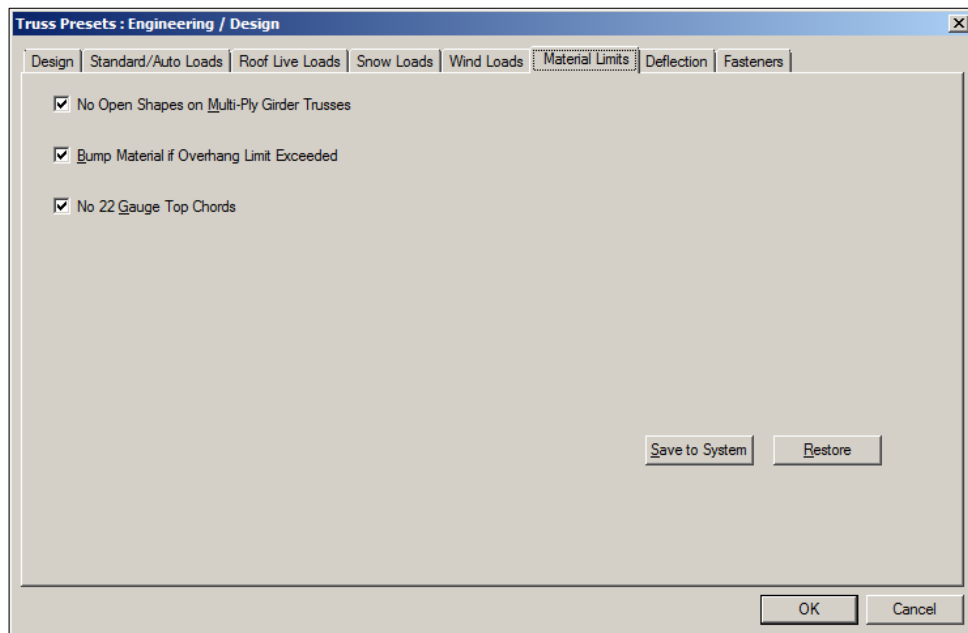 Truss Presets : Engineering / Design
Design Standard/Auto Loads Roof Live Loads Snow Loads Wind Loads Material Limits Deflection Fasteners
No Open Shapes on Multi-Ply Girder Trusses
Bump Material if Overhang Limit Exceeded
No 22 Gauge Top Chords
Save to System Restore
OK Cancel